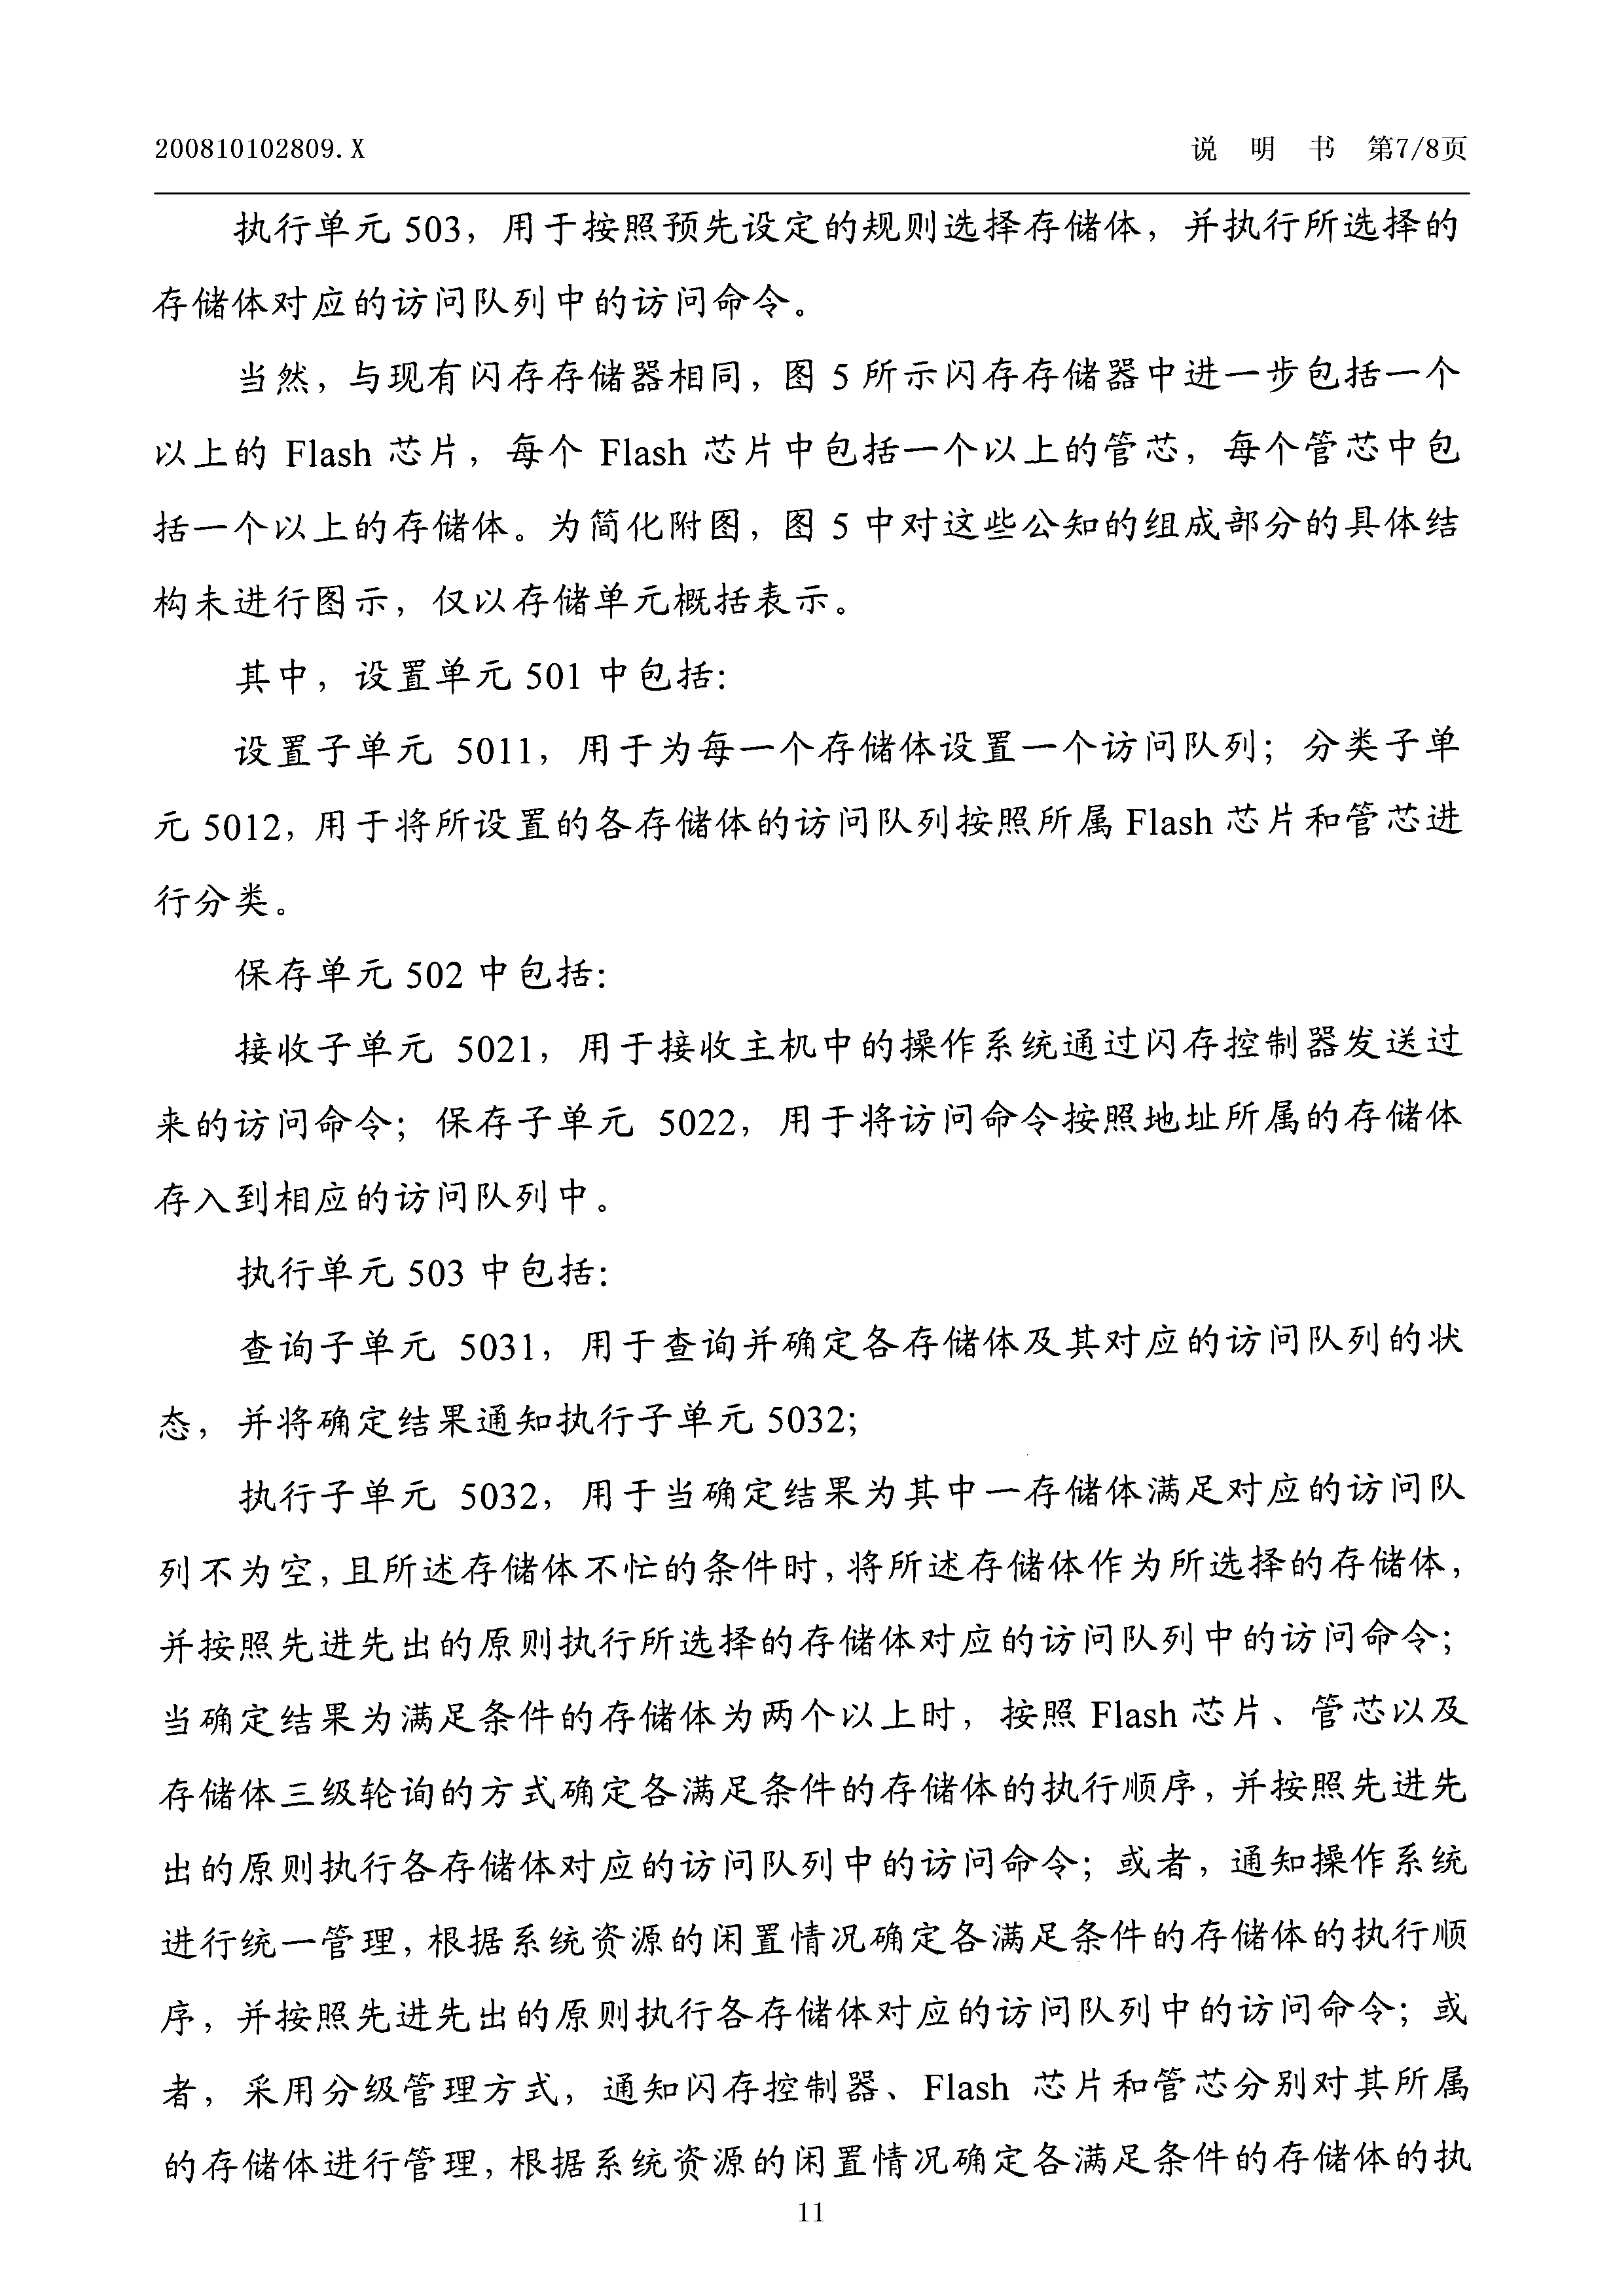 200810102809.X
说 明 书 第7/8页
执行单元 503，用于按照预先设定的规则选择存储体，并执行所选择的
存储体对应的访问队列中的访问命令。
当然，与现有闪存存储器相同，图 5 所示闪存存储器中进一步包括一个
以上的 Flash 芯片，每个 Flash 芯片中包括一个以上的管芯，每个管芯中包
括一个以上的存储体。为简化附图，图 5 中对这些公知的组成部分的具体结
构未进行图示，仅以存储单元概括表示。
其中，设置单元 501 中包括：
设置子单元 5011，用于为每一个存储体设置一个访问队列；分类子单
元 5012，用于将所设置的各存储体的访问队列按照所属 Flash 芯片和管芯进
行分类。
保存单元 502 中包括：
接收子单元 5021，用于接收主机中的操作系统通过闪存控制器发送过
来的访问命令；保存子单元 5022，用于将访问命令按照地址所属的存储体
存入到相应的访问队列中。
执行单元 503 中包括：
查询子单元 5031，用于查询并确定各存储体及其对应的访问队列的状
态，并将确定结果通知执行子单元 5032；
执行子单元 5032，用于当确定结果为其中一存储体满足对应的访问队
列不为空，且所述存储体不忙的条件时，将所述存储体作为所选择的存储体，
并按照先进先出的原则执行所选择的存储体对应的访问队列中的访问命令；
当确定结果为满足条件的存储体为两个以上时，按照 Flash 芯片、管芯以及
存储体三级轮询的方式确定各满足条件的存储体的执行顺序，并按照先进先
出的原则执行各存储体对应的访问队列中的访问命令；或者，通知操作系统
进行统一管理，根据系统资源的闲置情况确定各满足条件的存储体的执行顺
序，并按照先进先出的原则执行各存储体对应的访问队列中的访问命令；或
者，采用分级管理方式，通知闪存控制器、Flash 芯片和管芯分别对其所属
的存储体进行管理，根据系统资源的闲置情况确定各满足条件的存储体的执
11